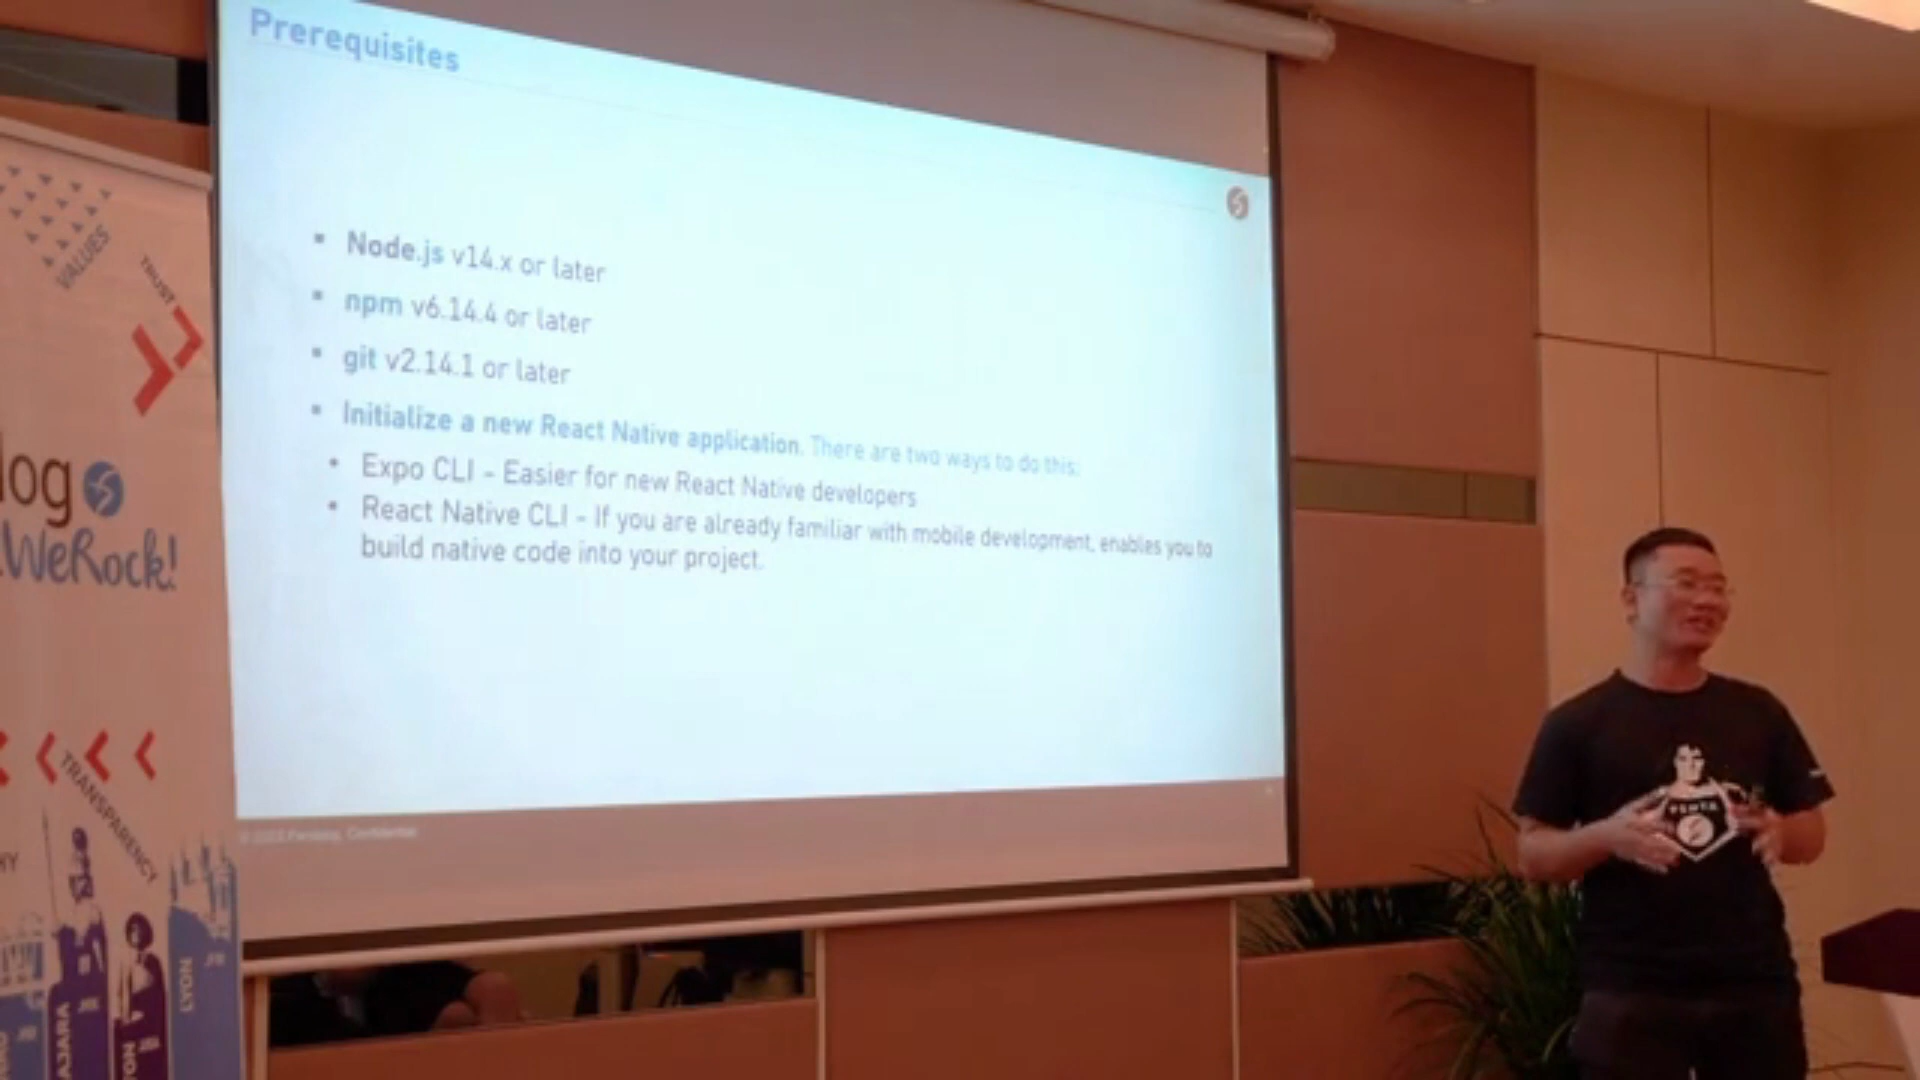 Prerequisites
Node.js v14.x or later
npm v6.14.4 or later
git v2.14.1 or later
Initialize a new React Native application. There are two ways to do this:
Expo CLI - Easier for new React Native developers
React Native CLI - If you are already familiar with mobile development, enables you to
build native code into your project.
Confidential
VALUES
TRUST
log
WeRock!
TRANSPARENCY
AJARA
NOAT